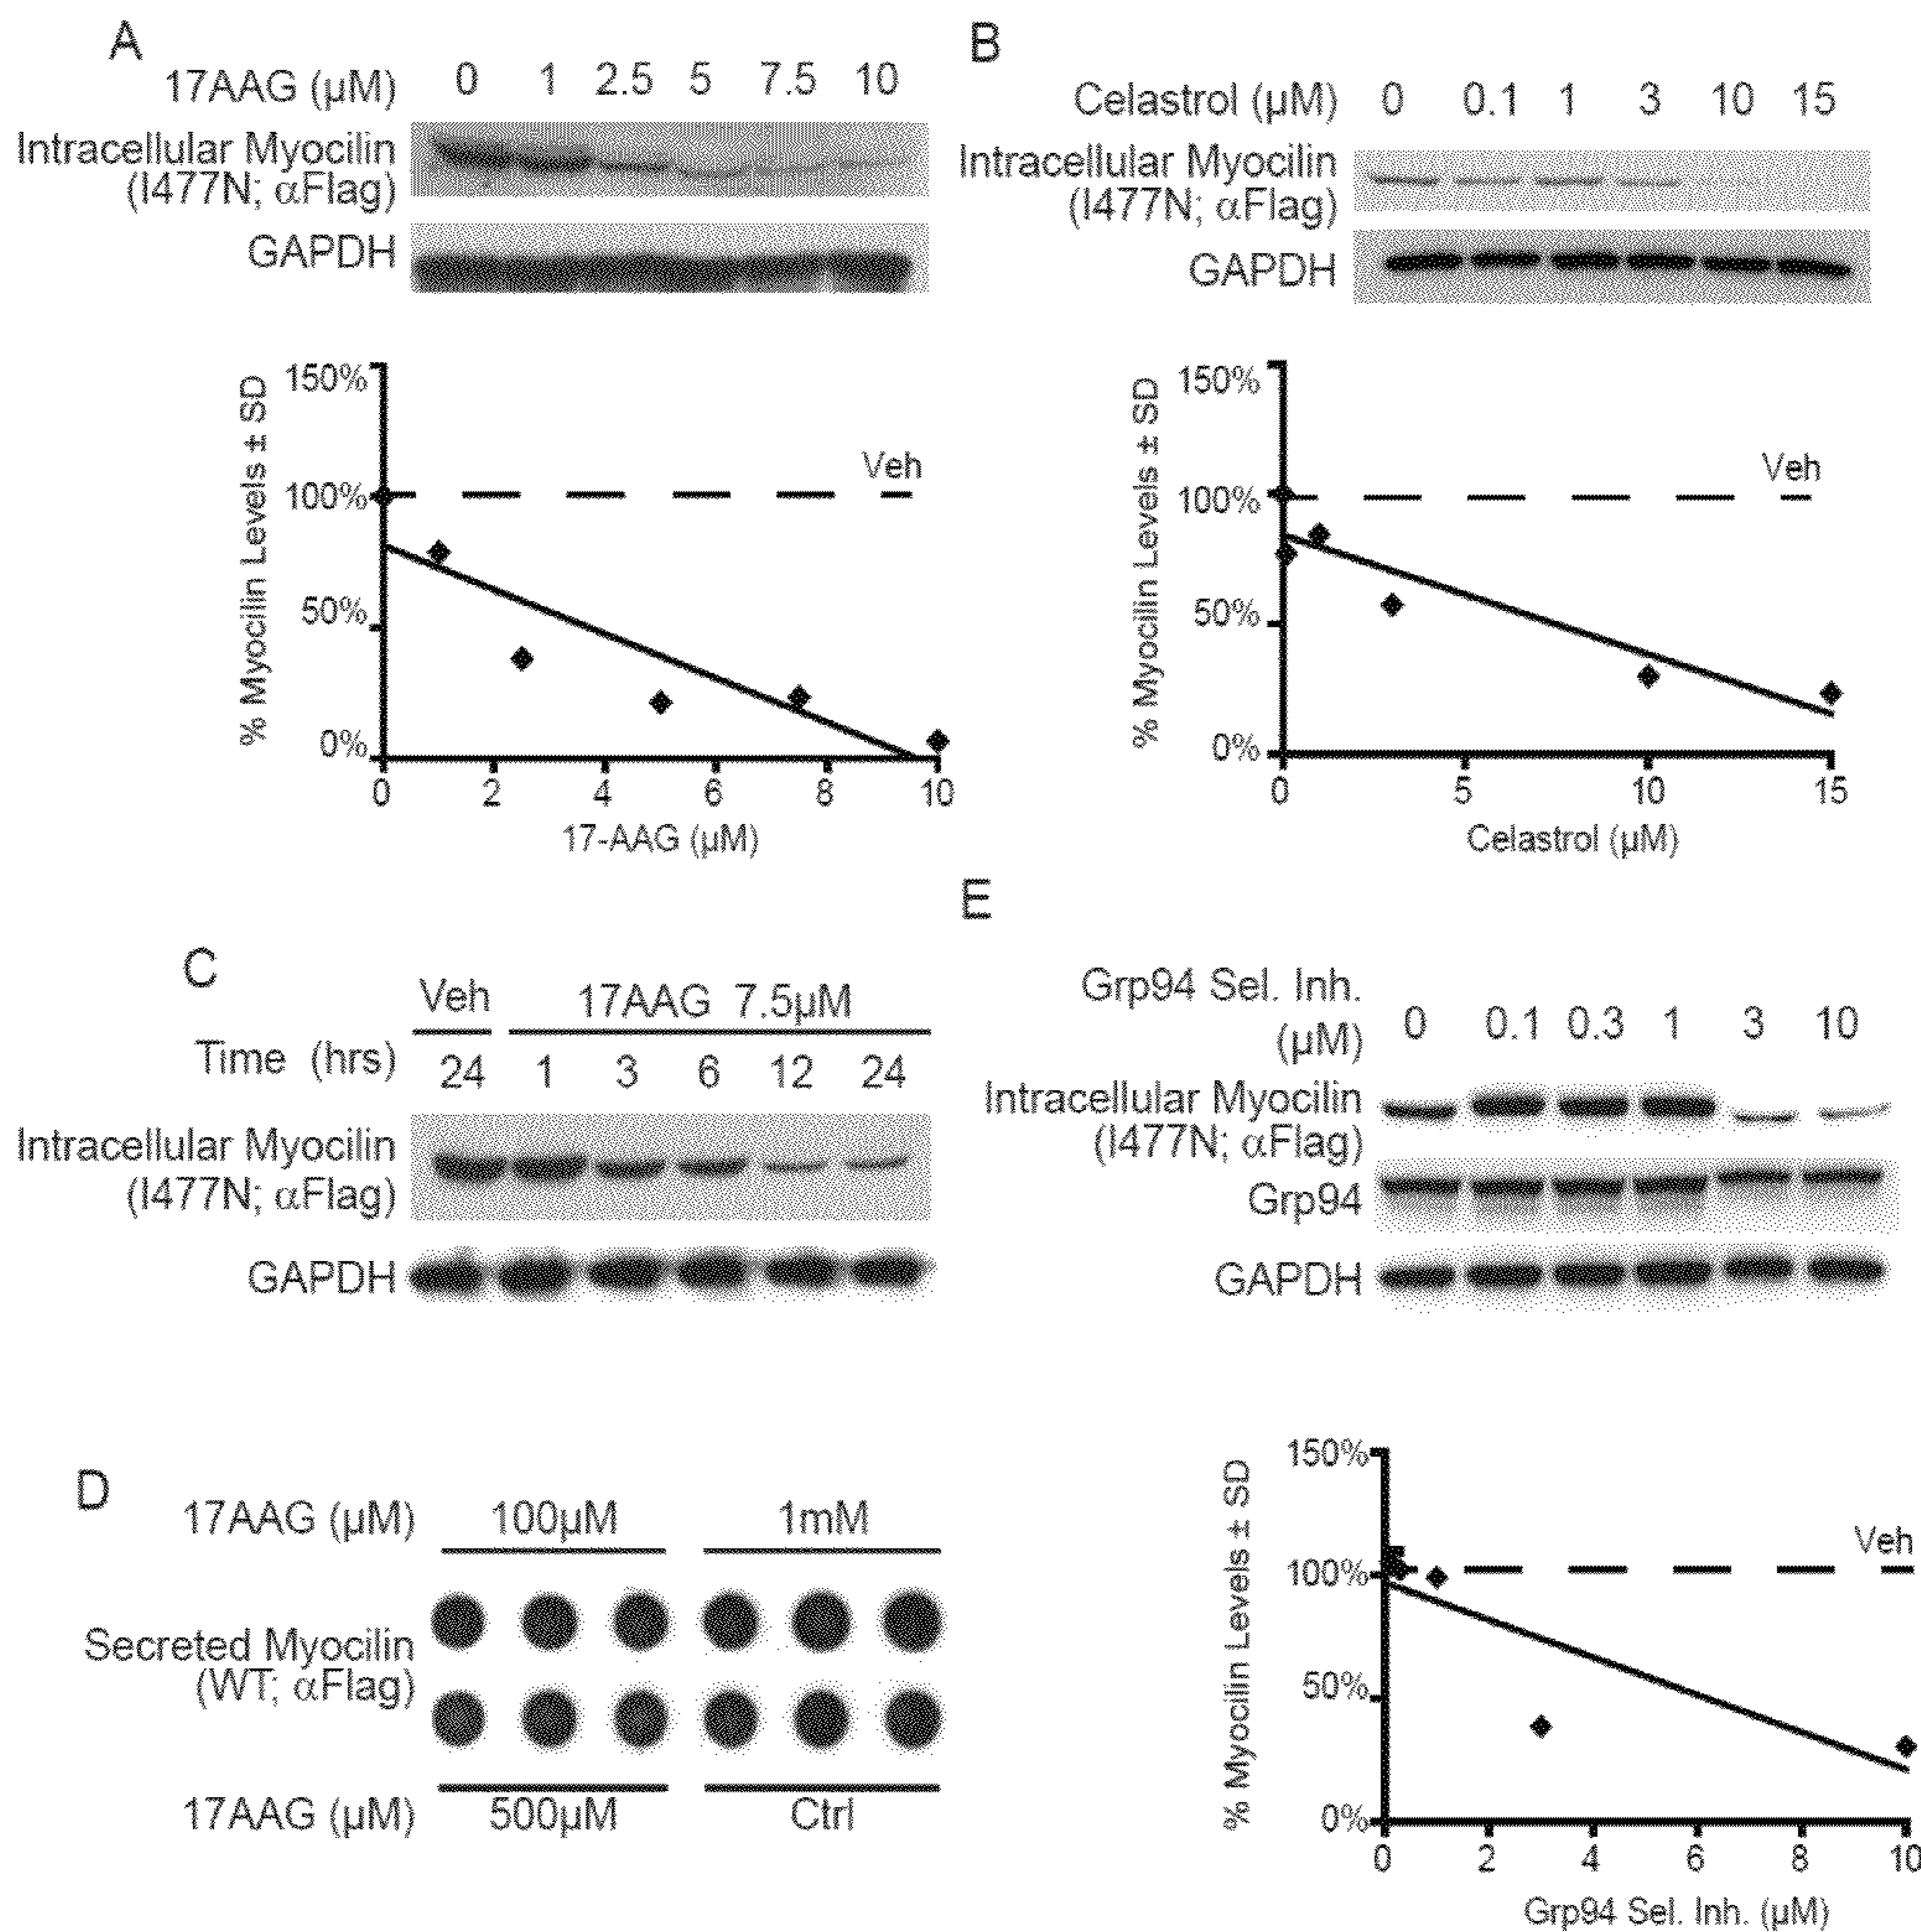 A
17AAG (µM) 0 1 2.5 5 7.5 10
Intracellular Myocilin
(I477N; αFlag)
GAPDH
150%
100%
50%
0%
% Myocilin Levels ± SD
Veh
0 2 4 6 8 10
17-AAG (µM)
B
Celastrol (µM) 0 0.1 1 3 10 15
Intracellular Myocilin
(I477N; αFlag)
GAPDH
150%
100%
50%
0%
% Myocilin Levels ± SD
Veh
0 5 10 15
Celastrol (µM)
C
Veh 17AAG 7.5µM
Time (hrs) 24 1 3 6 12 24
Intracellular Myocilin
(I477N; αFlag)
GAPDH
D
17AAG (µM) 100µM 1mM
Secreted Myocilin
(WT; αFlag)
17AAG (µM) 500µM Ctrl
E
Grp94 Sel. Inh.
(µM) 0 0.1 0.3 1 3 10
Intracellular Myocilin
(I477N; αFlag)
Grp94
GAPDH
150%
100%
50%
0%
% Myocilin Levels ± SD
Veh
0 2 4 6 8 10
Grp94 Sel. Inh. (µM)